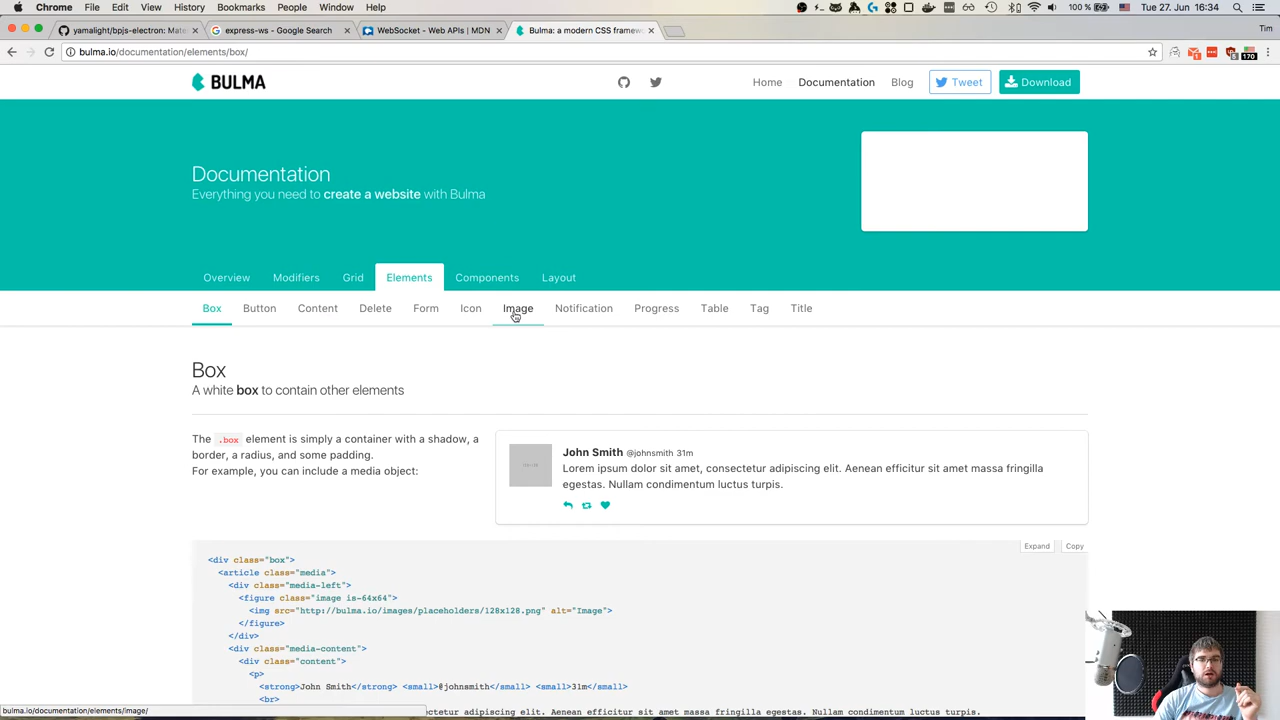 Chrome File Edit View History Bookmarks People Window Help
100 % Tue 27. Jun 16:34
yamalight/bpjs-electron: Mate
express-ws - Google Search
WebSocket - Web APIs | MDN
Bulma: a modern CSS framew
Tim
bulma.io/documentation/elements/box/
170
BULMA
Home Documentation Blog Tweet Download
Documentation
Everything you need to create a website with Bulma
Overview Modifiers Grid Elements Components Layout
Box Button Content Delete Form Icon Image Notification Progress Table Tag Title
Box
A white box to contain other elements
The .box element is simply a container with a shadow, a
border, a radius, and some padding.
For example, you can include a media object:
John Smith @johnsmith 31m
Lorem ipsum dolor sit amet, consectetur adipiscing elit. Aenean efficitur sit amet massa fringilla
egestas. Nullam condimentum luctus turpis.
Expand Copy
<div class="box">
<article class="media">
<div class="media-left">
<figure class="image is-64x64">
<img src="http://bulma.io/images/placeholders/128x128.png" alt="Image">
</figure>
</div>
<div class="media-content">
<div class="content">
<p>
<strong>John Smith</strong> <small>@johnsmith</small> <small>31m</small>
<br>
ctetur adipiscing elit. Aenean efficitur sit amet massa fringilla egestas. Nullam condimentum luctus turpis.
bulma.io/documentation/elements/image/